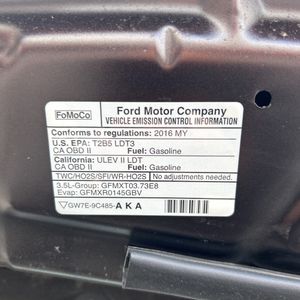 FoMoCo
Ford Motor Company
VEHICLE EMISSION CONTROL INFORMATION
Conforms to regulations: 2016 MY
U.S. EPA: T2B5 LDT3
CA OBD II Fuel: Gasoline
California: ULEV II LDT
CA OBD II Fuel: Gasoline
TWC/HO2S/SFI/WR-HO2S No adjustments needed.
3.5L-Group: GFMXT03.73E8
Evap: GFMXR0145GBV
GW7E-9C485- A K A